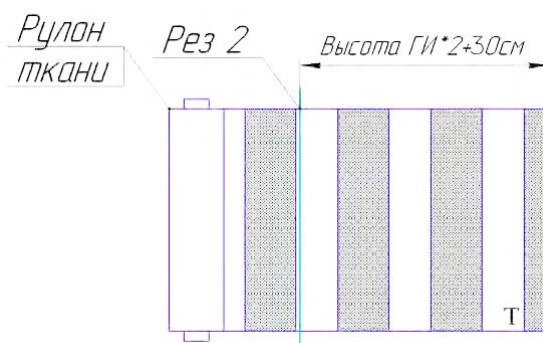 Рулон
ткани
Рез 2
Высота ГИ*2+30см
Т